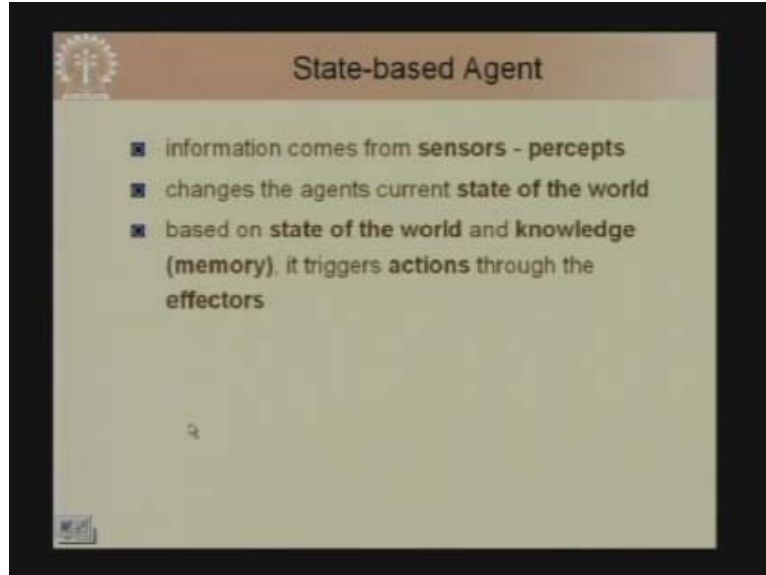 State-based Agent
information comes from sensors - percepts
changes the agents current state of the world
based on state of the world and knowledge
(memory), it triggers actions through the
effectors